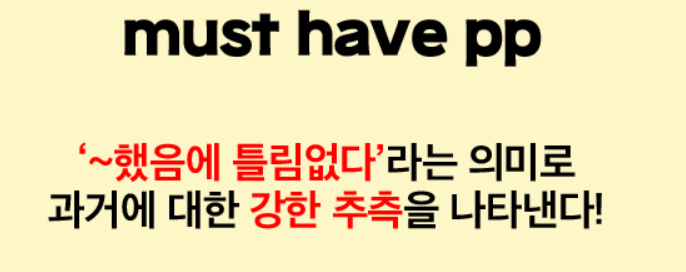 must have pp
‘~했음에 틀림없다’라는 의미로
과거에 대한 강한 추측을 나타낸다!